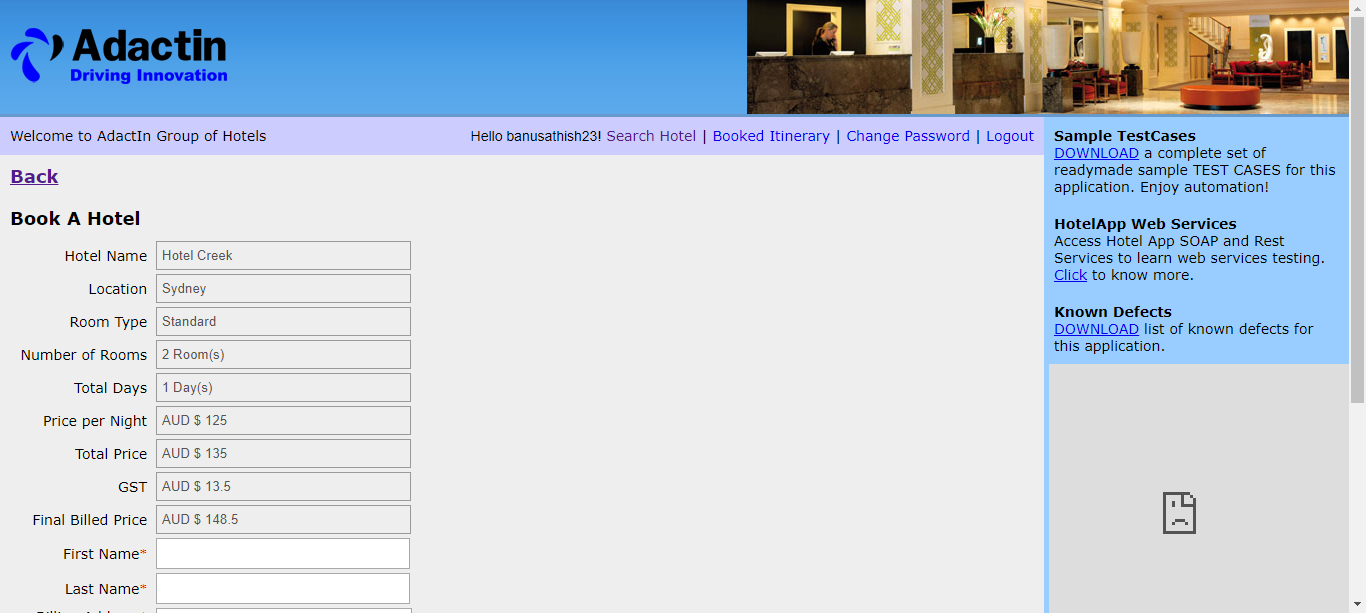 Adactin
Driving Innovation
Welcome to AdactIn Group of Hotels
Hello banusathish23! Search Hotel | Booked Itinerary | Change Password | Logout
Back
Book A Hotel
Hotel Name Hotel Creek
Location Sydney
Room Type Standard
Number of Rooms 2 Room(s)
Total Days 1 Day(s)
Price per Night AUD $ 125
Total Price AUD $ 135
GST AUD $ 13.5
Final Billed Price AUD $ 148.5
First Name*
Last Name*
Sample TestCases
DOWNLOAD a complete set of
readymade sample TEST CASES for this
application. Enjoy automation!
HotelApp Web Services
Access Hotel App SOAP and Rest
Services to learn web services testing.
Click to know more.
Known Defects
DOWNLOAD list of known defects for
this application.